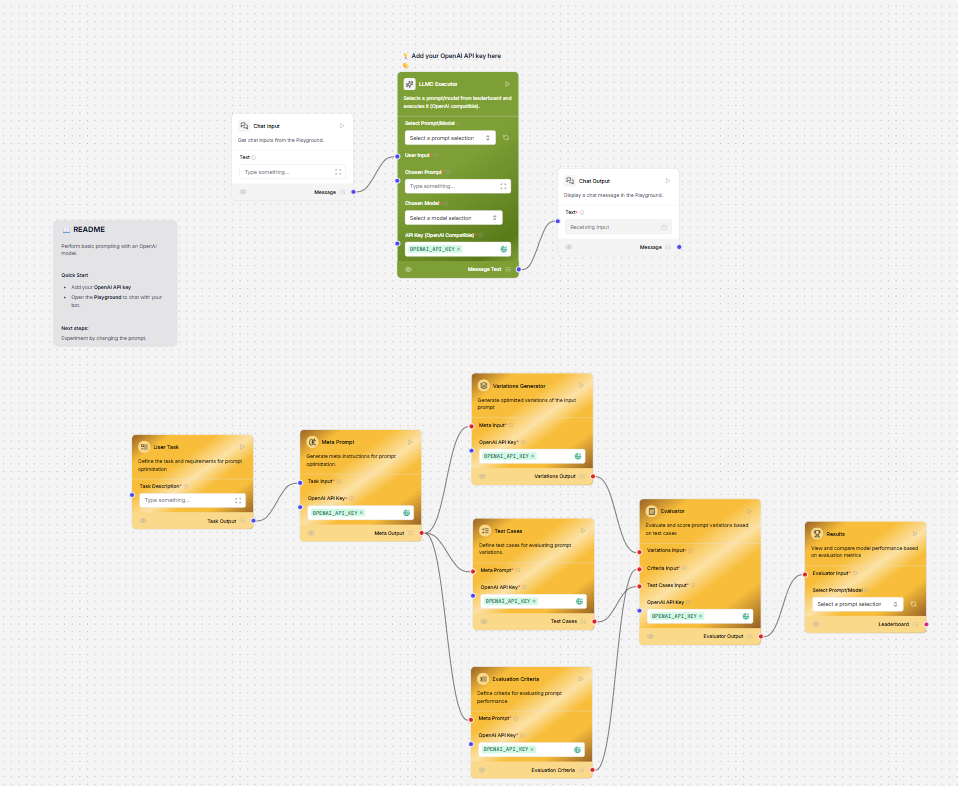 Add your OpenAI API key here
LLMC Executor
Selects a prompt/model from leaderboard and
executes it (OpenAI compatible).
Select Prompt/Model
Select a prompt selection
User Input
Chosen Prompt
Type something...
Chosen Model
Select a model selection
API Key (OpenAI Compatible)
OPENAI_API_KEY ×
Message Text
Chat Input
Get chat inputs from the Playground.
Text
Type something...
Message
Chat Output
Display a chat message in the Playground.
Text*
Receiving input
Message
README
Perform basic prompting with an OpenAI
model.
Quick Start
• Add your OpenAI API key
• Open the Playground to chat with your
bot.
Next steps:
Experiment by changing the prompt.
User Task
Define the task and requirements for prompt
optimization
Task Description*
Type something...
Task Output
Meta Prompt
Generate meta instructions for prompt
optimization.
Task Input*
OpenAI API Key*
OPENAI_API_KEY ×
Meta Output
Variations Generator
Generate optimized variations of the input
prompt
Meta Input*
OpenAI API Key*
OPENAI_API_KEY ×
Variations Output
Test Cases
Define test cases for evaluating prompt
variations.
Meta Prompt*
OpenAI API Key*
OPENAI_API_KEY ×
Test Cases
Evaluation Criteria
Define criteria for evaluating prompt
performance
Meta Prompt*
OpenAI API Key*
OPENAI_API_KEY ×
Evaluation Criteria
Evaluator
Evaluate and score prompt variations based
on test cases
Variations Input*
Criteria Input*
Test Cases Input*
OpenAI API Key
OPENAI_API_KEY ×
Evaluator Output
Results
View and compare model performance based
on evaluation metrics
Evaluator Input*
Select Prompt/Model
Select a prompt selection
Leaderboard